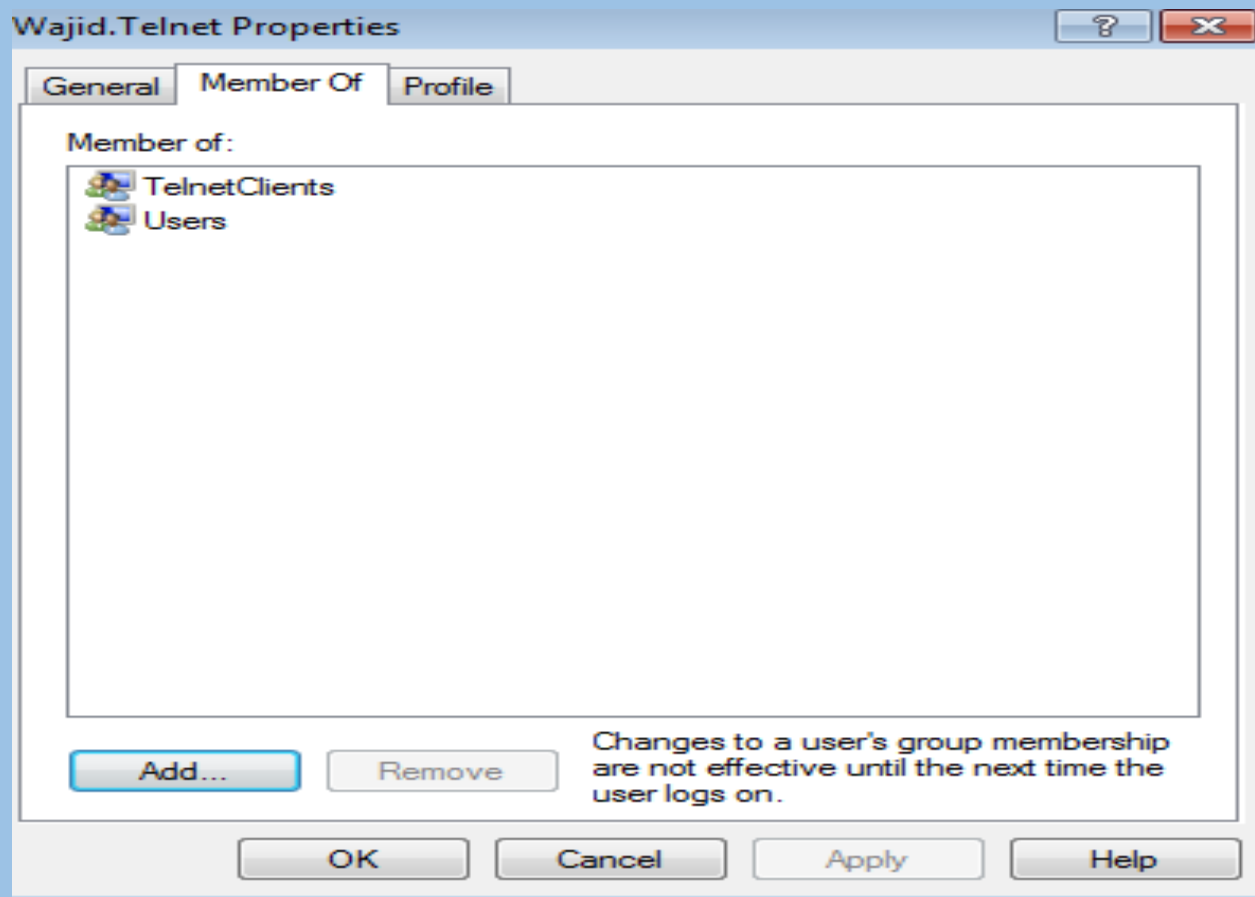 Wajid.Telnet Properties
General Member Of Profile
Member of:
TelnetClients
Users
Add... Remove
Changes to a user's group membership
are not effective until the next time the
user logs on.
OK Cancel Apply Help